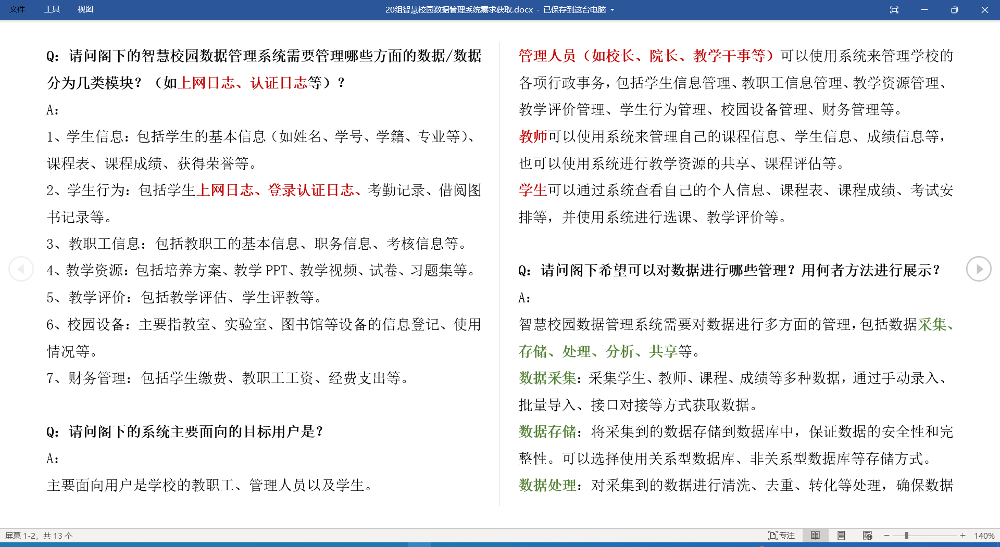 文件 工具 视图 20组智慧校园数据管理系统需求获取.docx - 已保存到这台电脑
Q：请问阁下的智慧校园数据管理系统需要管理哪些方面的数据/数据
分为几类模块？（如上网日志、认证日志等）？
A：
1、学生信息：包括学生的基本信息（如姓名、学号、学籍、专业等）、
课程表、课程成绩、获得荣誉等。
2、学生行为：包括学生上网日志、登录认证日志、考勤记录、借阅图
书记录等。
3、教职工信息：包括教职工的基本信息、职务信息、考核信息等。
4、教学资源：包括培养方案、教学 PPT、教学视频、试卷、习题集等。
5、教学评价：包括教学评估、学生评教等。
6、校园设备：主要指教室、实验室、图书馆等设备的信息登记、使用
情况等。
7、财务管理：包括学生缴费、教职工工资、经费支出等。
Q：请问阁下的系统主要面向的目标用户是？
A：
主要面向用户是学校的教职工、管理人员以及学生。
管理人员（如校长、院长、教学干事等）可以使用系统来管理学校的
各项行政事务，包括学生信息管理、教职工信息管理、教学资源管理、
教学评价管理、学生行为管理、校园设备管理、财务管理等。
教师可以使用系统来管理自己的课程信息、学生信息、成绩信息等，
也可以使用系统进行教学资源的共享、课程评估等。
学生可以通过系统查看自己的个人信息、课程表、课程成绩、考试安
排等，并使用系统进行选课、教学评价等。
Q：请问阁下希望可以对数据进行哪些管理？用何者方法进行展示？
A：
智慧校园数据管理系统需要对数据进行多方面的管理，包括数据采集、
存储、处理、分析、共享等。
数据采集：采集学生、教师、课程、成绩等多种数据，通过手动录入、
批量导入、接口对接等方式获取数据。
数据存储：将采集到的数据存储到数据库中，保证数据的安全性和完
整性。可以选择使用关系型数据库、非关系型数据库等存储方式。
数据处理：对采集到的数据进行清洗、去重、转化等处理，确保数据
屏幕 1-2，共 13 个 专注 140%